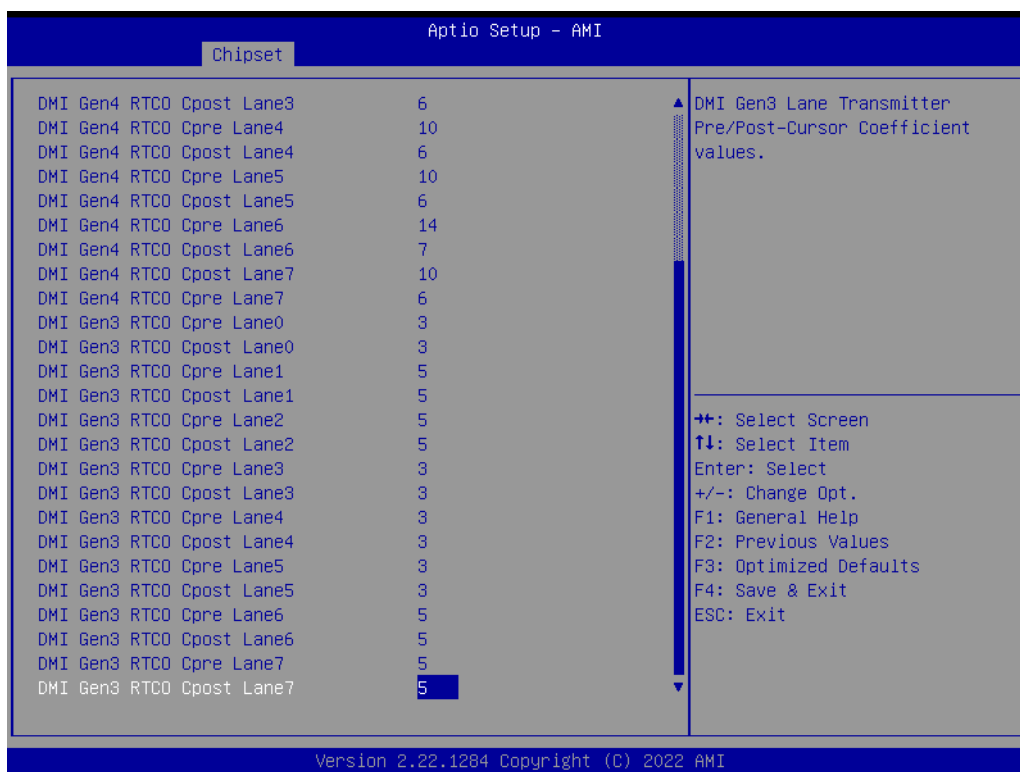 Aptio Setup – AMI
Chipset
DMI Gen4 RTCO Cpost Lane3 6
DMI Gen4 RTCO Cpre Lane4 10
DMI Gen4 RTCO Cpost Lane4 6
DMI Gen4 RTCO Cpre Lane5 10
DMI Gen4 RTCO Cpost Lane5 6
DMI Gen4 RTCO Cpre Lane6 14
DMI Gen4 RTCO Cpost Lane6 7
DMI Gen4 RTCO Cpost Lane7 10
DMI Gen4 RTCO Cpre Lane7 6
DMI Gen3 RTCO Cpre Lane0 3
DMI Gen3 RTCO Cpost Lane0 3
DMI Gen3 RTCO Cpre Lane1 5
DMI Gen3 RTCO Cpost Lane1 5
DMI Gen3 RTCO Cpre Lane2 5
DMI Gen3 RTCO Cpost Lane2 5
DMI Gen3 RTCO Cpre Lane3 3
DMI Gen3 RTCO Cpost Lane3 3
DMI Gen3 RTCO Cpre Lane4 3
DMI Gen3 RTCO Cpost Lane4 3
DMI Gen3 RTCO Cpre Lane5 3
DMI Gen3 RTCO Cpost Lane5 3
DMI Gen3 RTCO Cpre Lane6 5
DMI Gen3 RTCO Cpost Lane6 5
DMI Gen3 RTCO Cpre Lane7 5
DMI Gen3 RTCO Cpost Lane7 5
DMI Gen3 Lane Transmitter
Pre/Post-Cursor Coefficient
values.
→←: Select Screen
↑↓: Select Item
Enter: Select
+/-: Change Opt.
F1: General Help
F2: Previous Values
F3: Optimized Defaults
F4: Save & Exit
ESC: Exit
Version 2.22.1284 Copyright (C) 2022 AMI